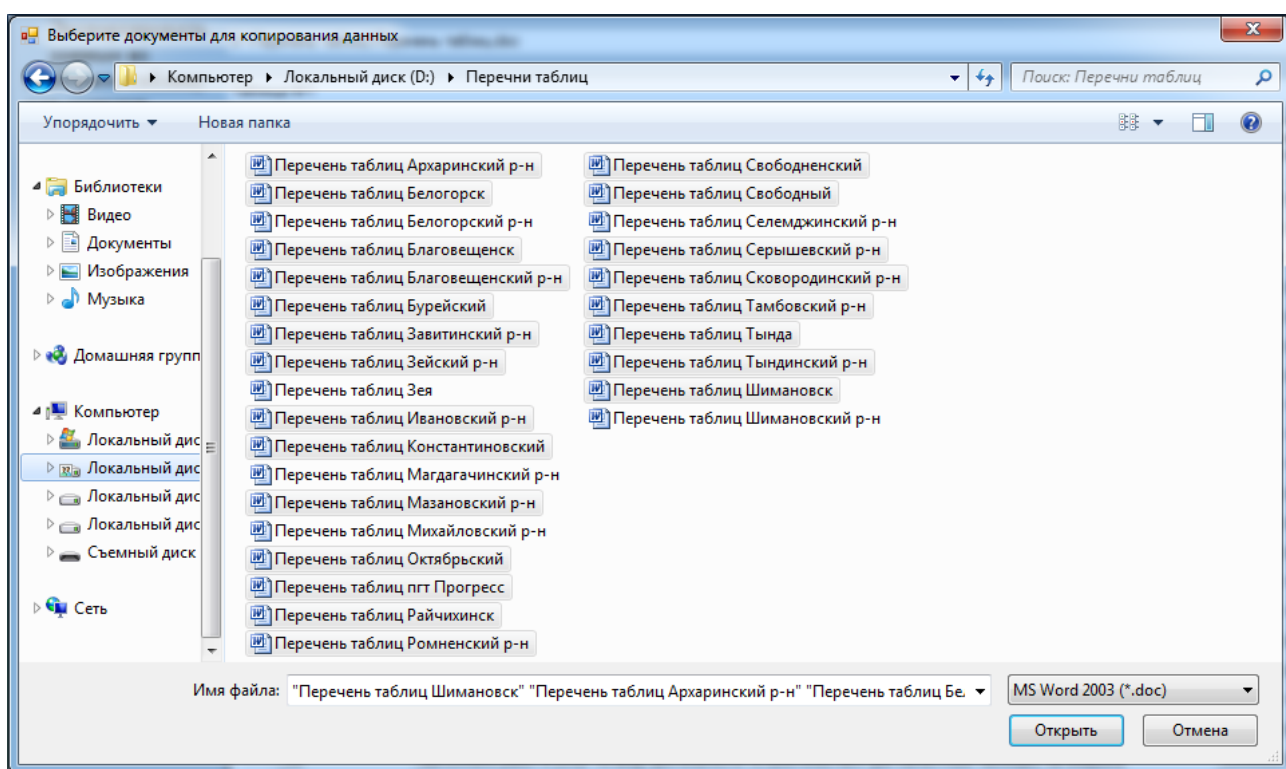 Выберите документы для копирования данных
Компьютер Локальный диск (D:) Перечни таблиц
Поиск: Перечни таблиц
Упорядочить Новая папка
Библиотеки
Видео
Документы
Изображения
Музыка
Домашняя групп
Компьютер
Локальный дис
Локальный дис
Локальный дис
Локальный дис
Съемный диск
Сеть
Перечень таблиц Архаринский р-н
Перечень таблиц Белогорск
Перечень таблиц Белогорский р-н
Перечень таблиц Благовещенск
Перечень таблиц Благовещенский р-н
Перечень таблиц Бурейский
Перечень таблиц Завитинский р-н
Перечень таблиц Зейский р-н
Перечень таблиц Зея
Перечень таблиц Ивановский р-н
Перечень таблиц Константиновский
Перечень таблиц Магдагачинский р-н
Перечень таблиц Мазановский р-н
Перечень таблиц Михайловский р-н
Перечень таблиц Октябрьский
Перечень таблиц пгт Прогресс
Перечень таблиц Райчихинск
Перечень таблиц Ромненский р-н
Перечень таблиц Свободненский
Перечень таблиц Свободный
Перечень таблиц Селемджинский р-н
Перечень таблиц Серышевский р-н
Перечень таблиц Сковородинский р-н
Перечень таблиц Тамбовский р-н
Перечень таблиц Тында
Перечень таблиц Тындинский р-н
Перечень таблиц Шимановск
Перечень таблиц Шимановский р-н
Имя файла: "Перечень таблиц Шимановск" "Перечень таблиц Архаринский р-н" "Перечень таблиц Бе.
MS Word 2003 (*.doc)
Открыть Отмена